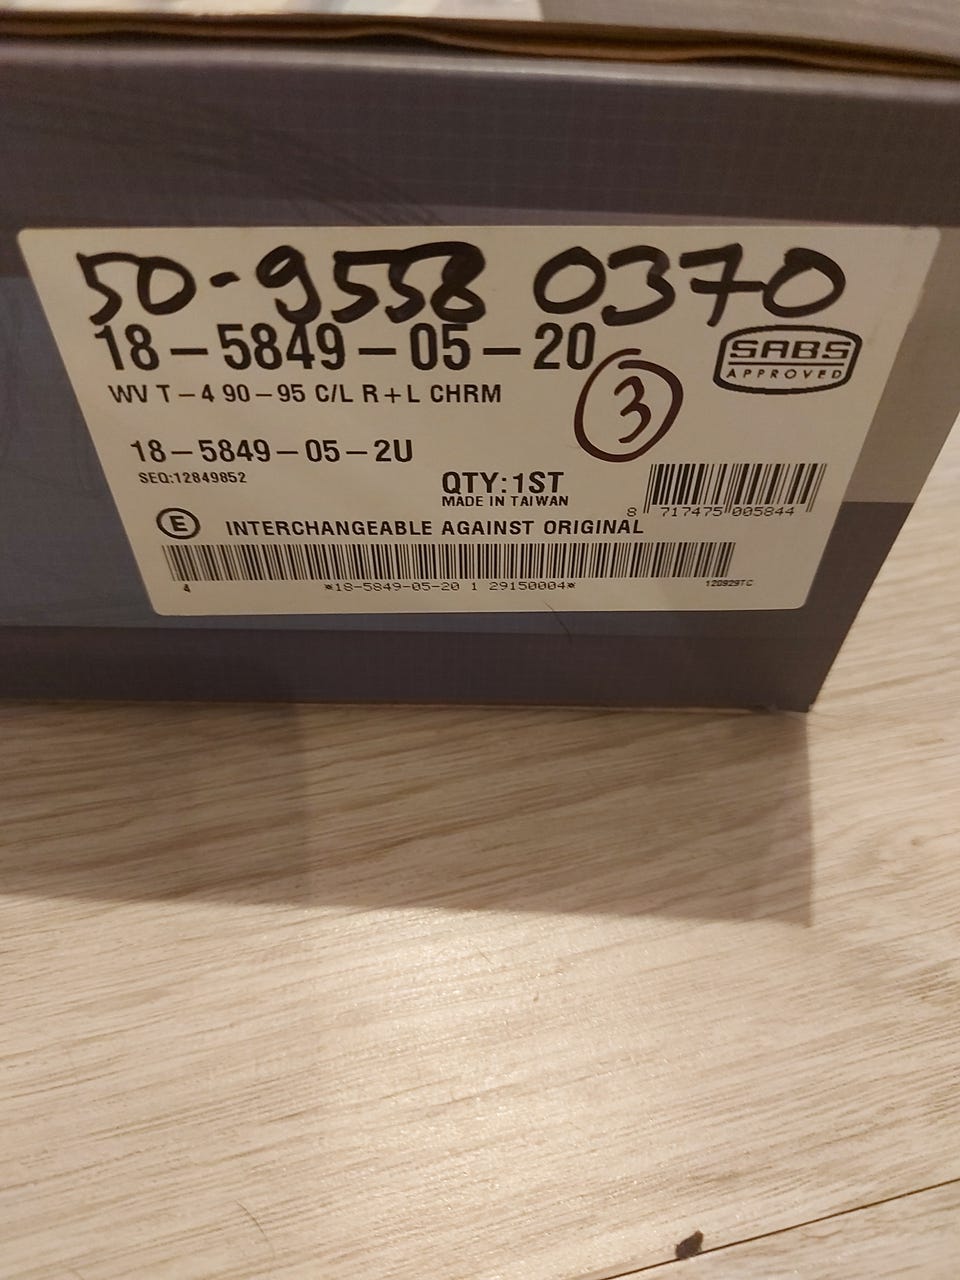 50-9558 0370
18-5849-05-20
SABS
APPROVED
3
WV T-4 90-95 C/L R+L CHRM
18-5849-05-2U
SEQ:12849852
QTY:1ST
MADE IN TAIWAN
8 717475 005844
E INTERCHANGEABLE AGAINST ORIGINAL
4 *18-5849-05-20 1 29150004* 120929TC